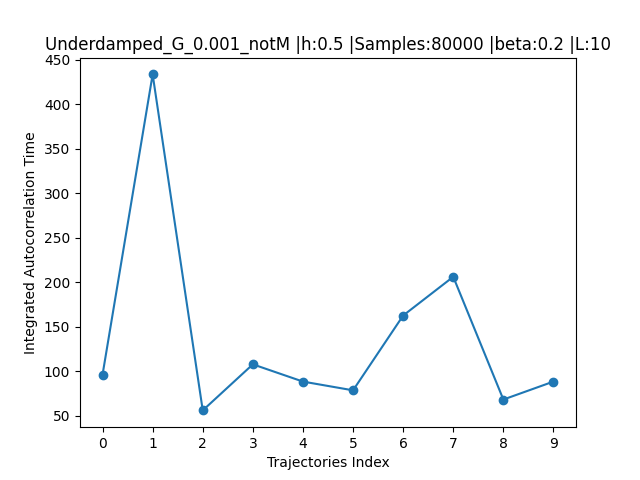 Underdamped_G_0.001_notM |h:0.5 |Samples:80000 |beta:0.2 |L:10
450
400
350
300
250
200
150
100
50
Integrated Autocorrelation Time
0 1 2 3 4 5 6 7 8 9
Trajectories Index